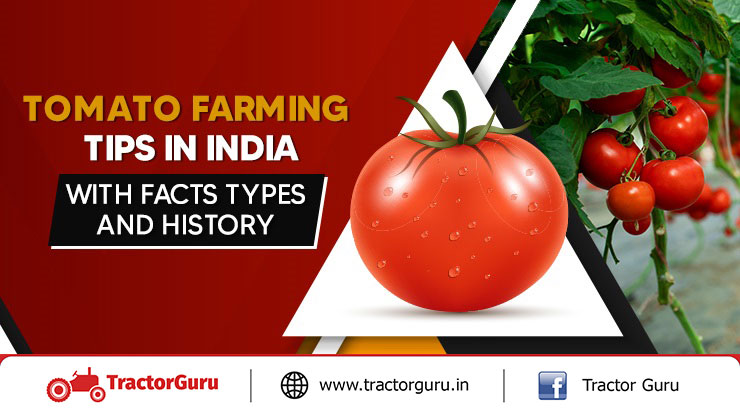 TOMATO FARMING
TIPS IN INDIA
WITH FACTS TYPES
AND HISTORY
TractorGuru
www.tractorguru.in
f
Tractor Guru